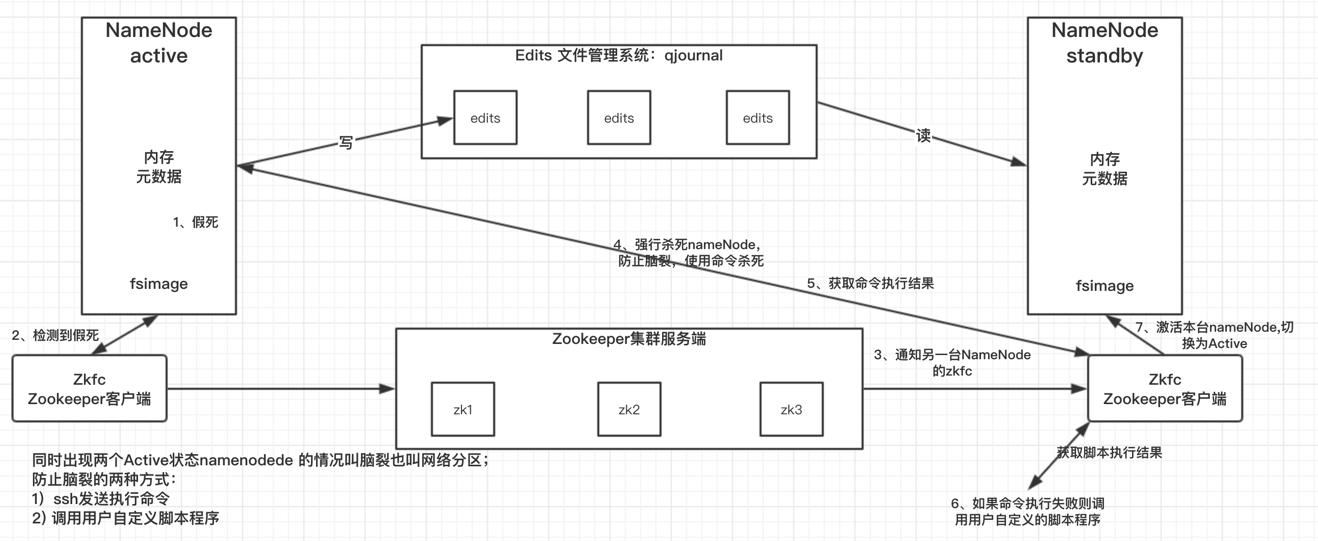 NameNode
active
内存
元数据
1、假死
fsimage
Edits 文件管理系统：qjournal
edits
edits
edits
写
读
NameNode
standby
内存
元数据
fsimage
4、强行杀死nameNode，
防止脑裂，使用命令杀死
5、获取命令执行结果
2、检测到假死
Zkfc
Zookeeper客户端
Zookeeper集群服务端
zk1
zk2
zk3
3、通知另一台NameNode
的zkfc
7、激活本台nameNode,切
换为Active
Zkfc
Zookeeper客户端
获取脚本执行结果
6、如果命令执行失败则调
用用户自定义的脚本程序
同时出现两个Active状态namenodede 的情况叫脑裂也叫网络分区；
防止脑裂的两种方式：
1）ssh发送执行命令
2) 调用用户自定义脚本程序